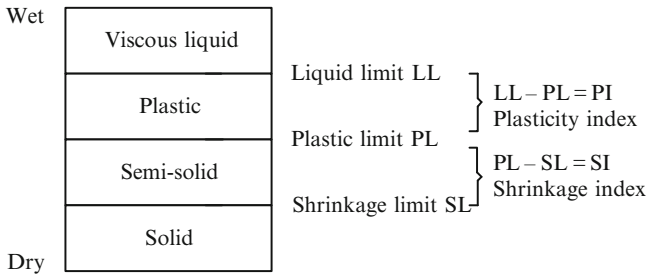 Wet
Viscous liquid
Liquid limit LL
LL – PL = PI
Plasticity index
Plastic
Plastic limit PL
PL – SL = SI
Shrinkage index
Semi-solid
Shrinkage limit SL
Solid
Dry